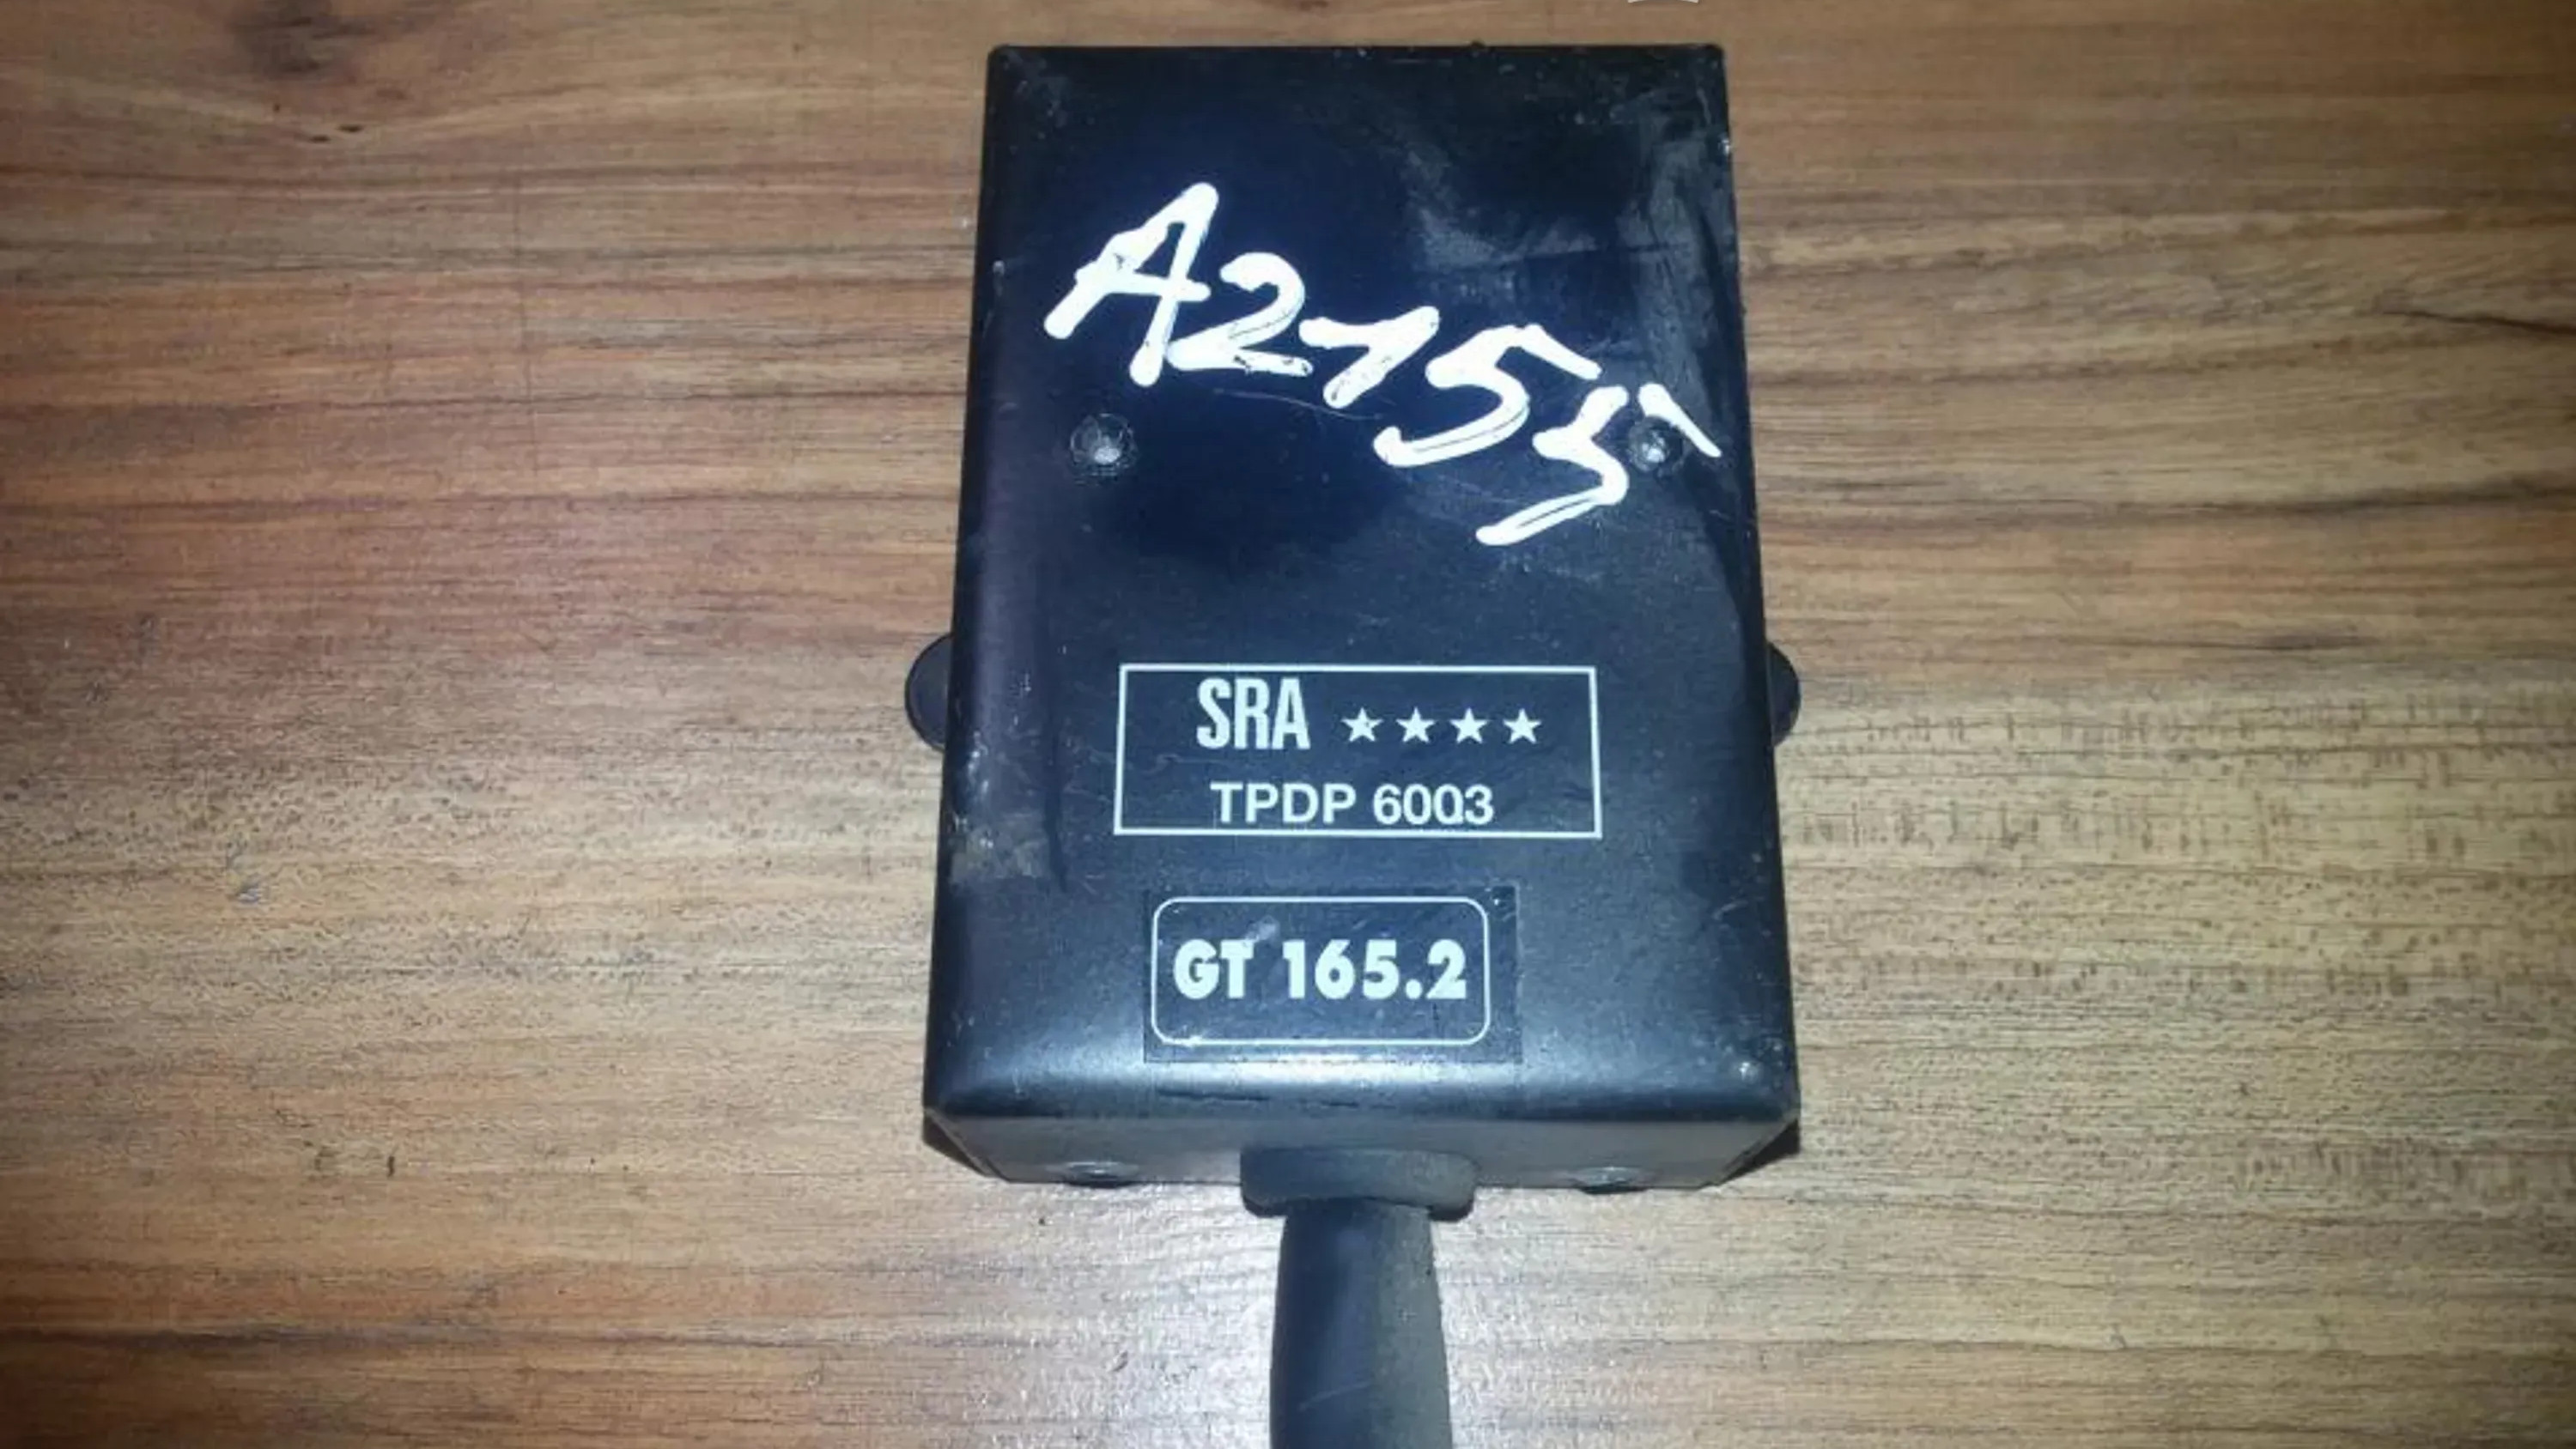 A2755
SRA ★★★★
TPDP 6003
GT 165.2